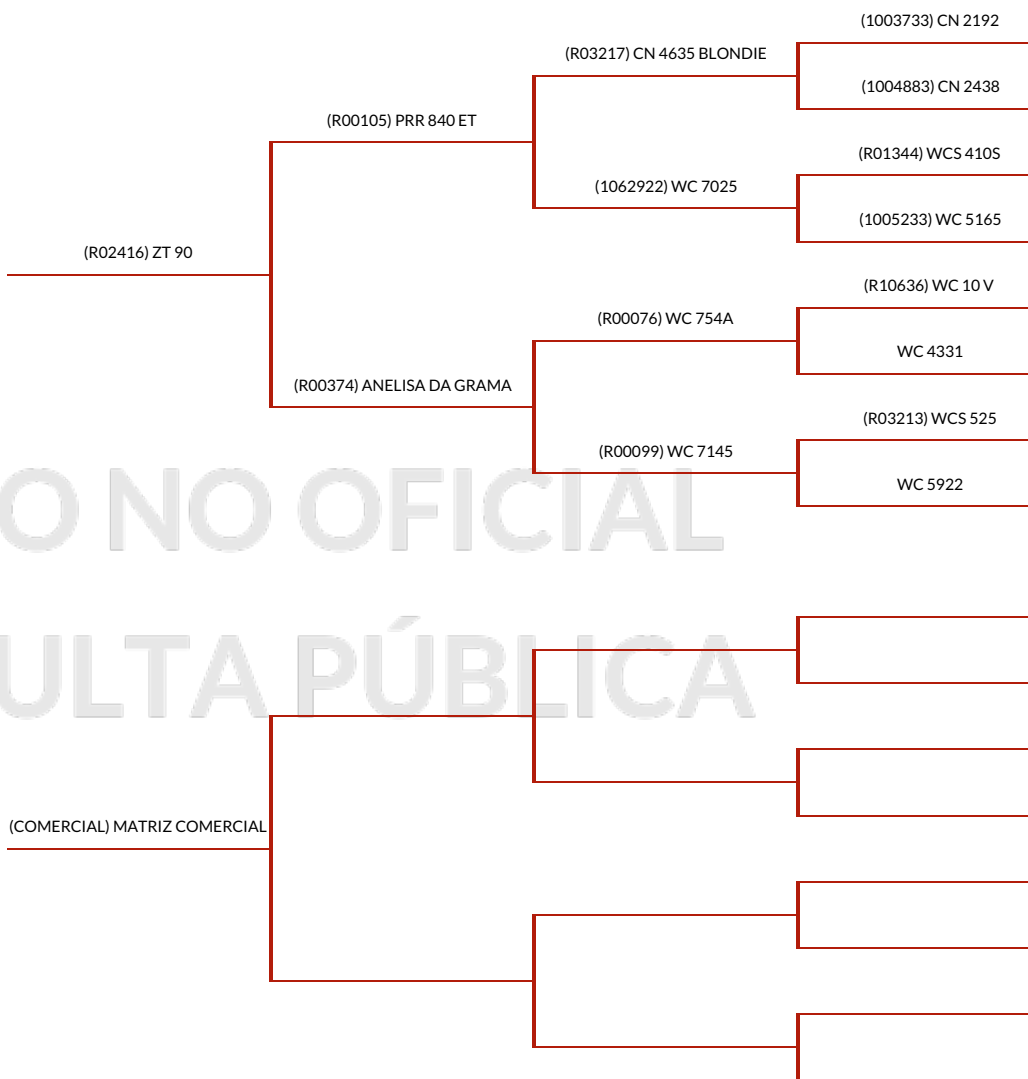 (1003733) CN 2192
(R03217) CN 4635 BLONDIE
(1004883) CN 2438
(R00105) PRR 840 ET
(R01344) WCS 410S
(1062922) WC 7025
(1005233) WC 5165
(R02416) ZT 90
(R10636) WC 10 V
(R00076) WC 754A
WC 4331
(R00374) ANELISA DA GRAMA
(R03213) WCS 525
(R00099) WC 7145
WC 5922
O NO OFICIAL
ULTA PÚBLICA
(COMERCIAL) MATRIZ COMERCIAL